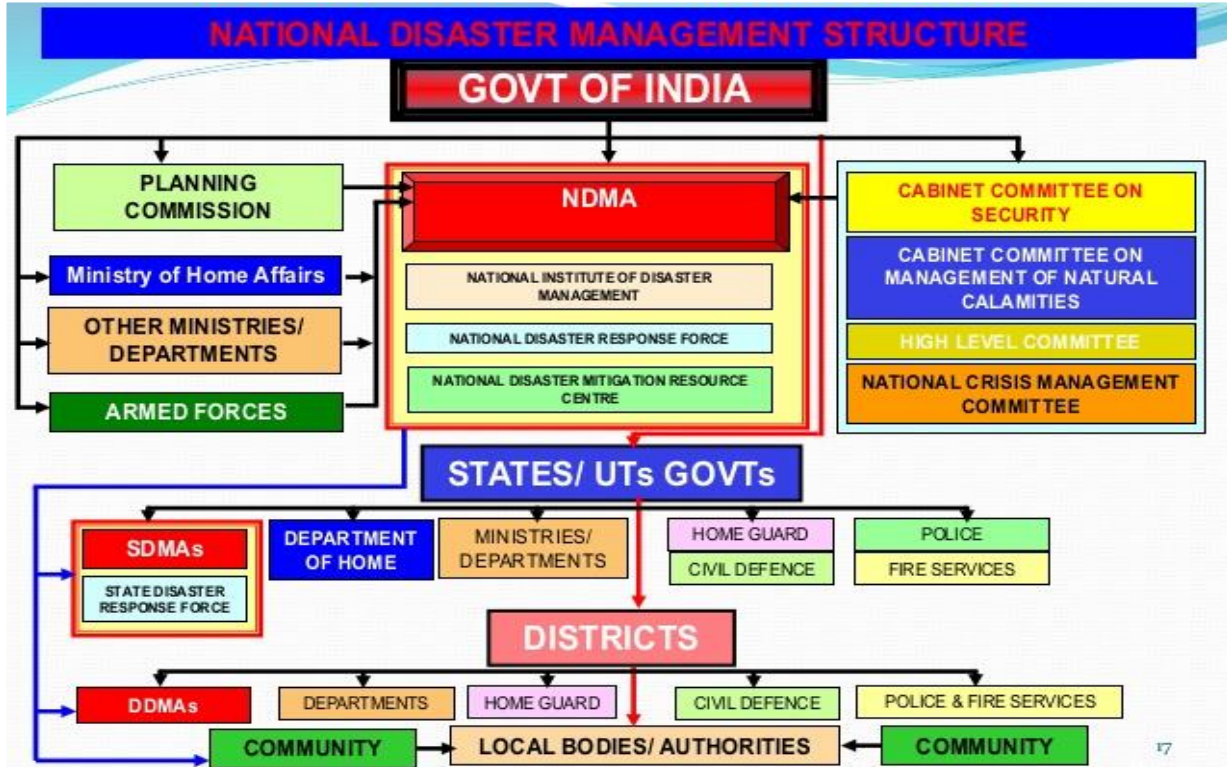 NATIONAL DISASTER MANAGEMENT STRUCTURE
GOVT OF INDIA
PLANNING
COMMISSION
Ministry of Home Affairs
OTHER MINISTRIES/
DEPARTMENTS
ARMED FORCES
NDMA
NATIONAL INSTITUTE OF DISASTER
MANAGEMENT
NATIONAL DISASTER RESPONSE FORCE
NATIONAL DISASTER MITIGATION RESOURCE
CENTRE
CABINET COMMITTEE ON
SECURITY
CABINET COMMITTEE ON
MANAGEMENT OF NATURAL
CALAMITIES
HIGH LEVEL COMMITTEE
NATIONAL CRISIS MANAGEMENT
COMMITTEE
STATES/ UTs GOVTs
SDMAs
STATE DISASTER
RESPONSE FORCE
DEPARTMENT
OF HOME
MINISTRIES/
DEPARTMENTS
HOME GUARD
CIVIL DEFENCE
POLICE
FIRE SERVICES
DISTRICTS
DDMAs
DEPARTMENTS
HOME GUARD
CIVIL DEFENCE
POLICE & FIRE SERVICES
COMMUNITY
LOCAL BODIES/ AUTHORITIES
COMMUNITY
17